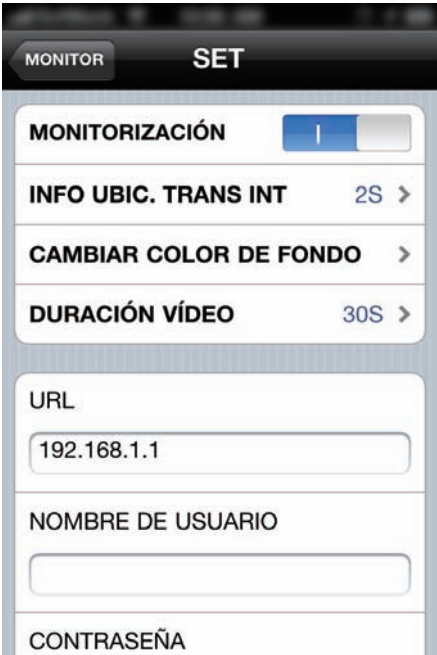 MONITOR
SET
MONITORIZACIÓN
INFO UBIC. TRANS INT 2S
CAMBIAR COLOR DE FONDO
DURACIÓN VÍDEO 30S
URL
192.168.1.1
NOMBRE DE USUARIO
CONTRASEÑA